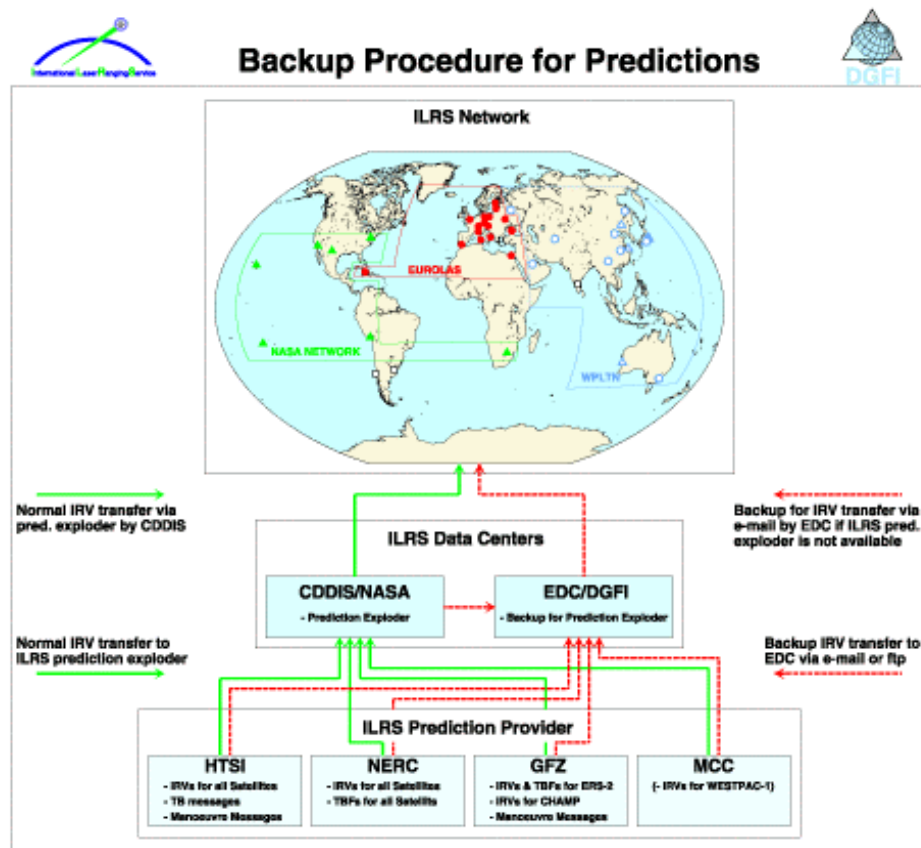 International Laser Ranging Service
Backup Procedure for Predictions
DGFI
ILRS Network
EUROLAS
NASA NETWORK
WPLTN
Normal IRV transfer via
pred. exploder by CDDIS
Backup for IRV transfer via
e-mail by EDC if ILRS pred.
exploder is not available
ILRS Data Centers
CDDIS/NASA
- Prediction Exploder
EDC/DGFI
- Backup for Prediction Exploder
Normal IRV transfer to
ILRS prediction exploder
Backup IRV transfer to
EDC via e-mail or ftp
ILRS Prediction Provider
HTSI
- IRVs for all Satellites
- TB messages
- Manoeuvre Messages
NERC
- IRVs for all Satellites
- TBFs for all Satellits
GFZ
- IRVs & TBFs for ERS-2
- IRVs for CHAMP
- Manoeuvre Messages
MCC
(- IRVs for WESTPAC-1)